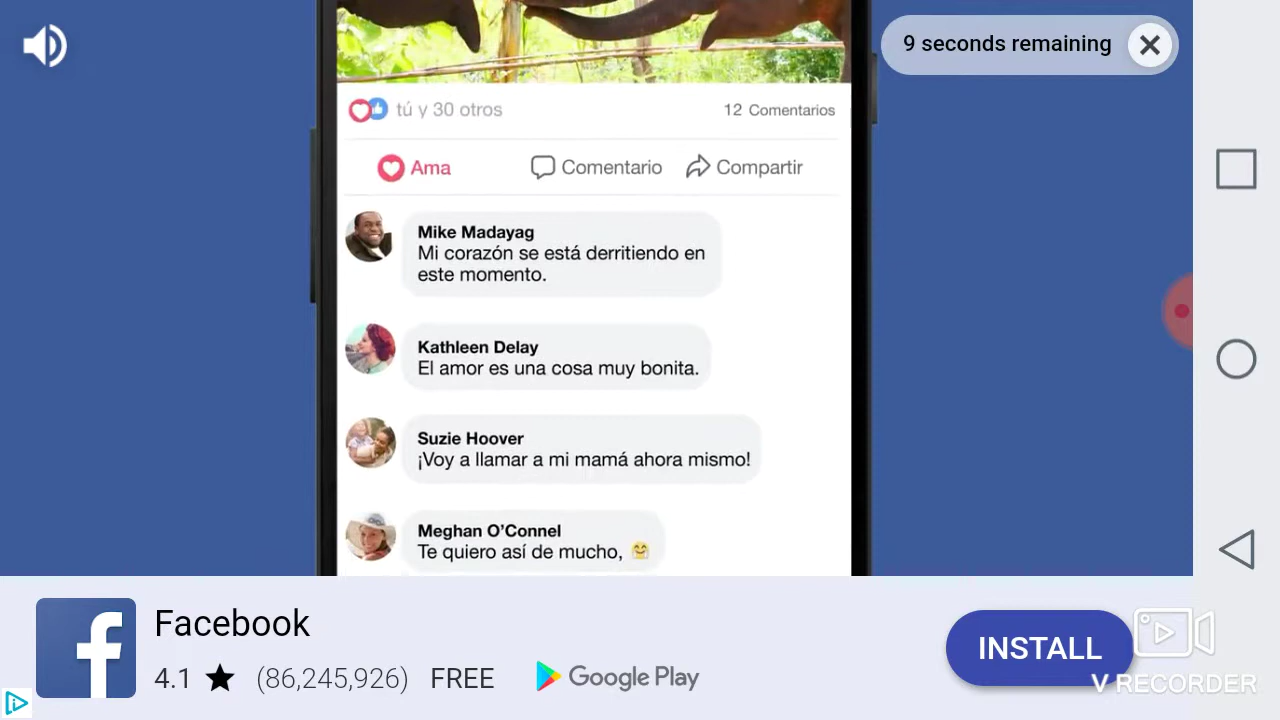 9 seconds remaining
tú y 30 otros
12 Comentarios
Ama
Comentario
Compartir
Mike Madayag
Mi corazón se está derritiendo en
este momento.
Kathleen Delay
El amor es una cosa muy bonita.
Suzie Hoover
¡Voy a llamar a mi mamá ahora mismo!
Meghan O'Connel
Te quiero así de mucho, 🤗
Facebook
4.1 ★ (86,245,926) FREE Google Play
INSTALL
V RECORDER